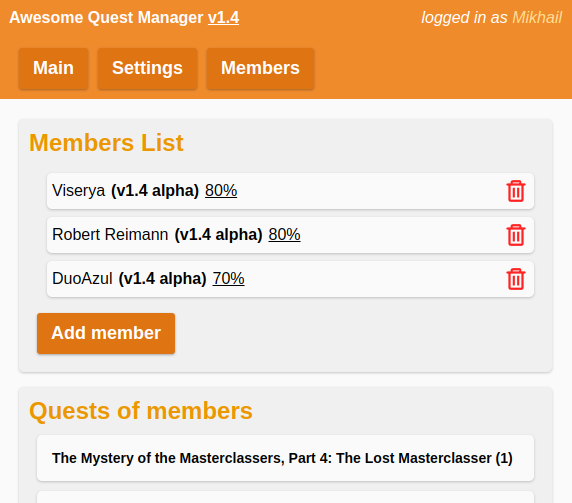 Awesome Quest Manager v1.4
logged in as Mikhail
Main
Settings
Members
Members List
Viserya (v1.4 alpha) 80%
Robert Reimann (v1.4 alpha) 80%
DuoAzul (v1.4 alpha) 70%
Add member
Quests of members
The Mystery of the Masterclassers, Part 4: The Lost Masterclasser (1)